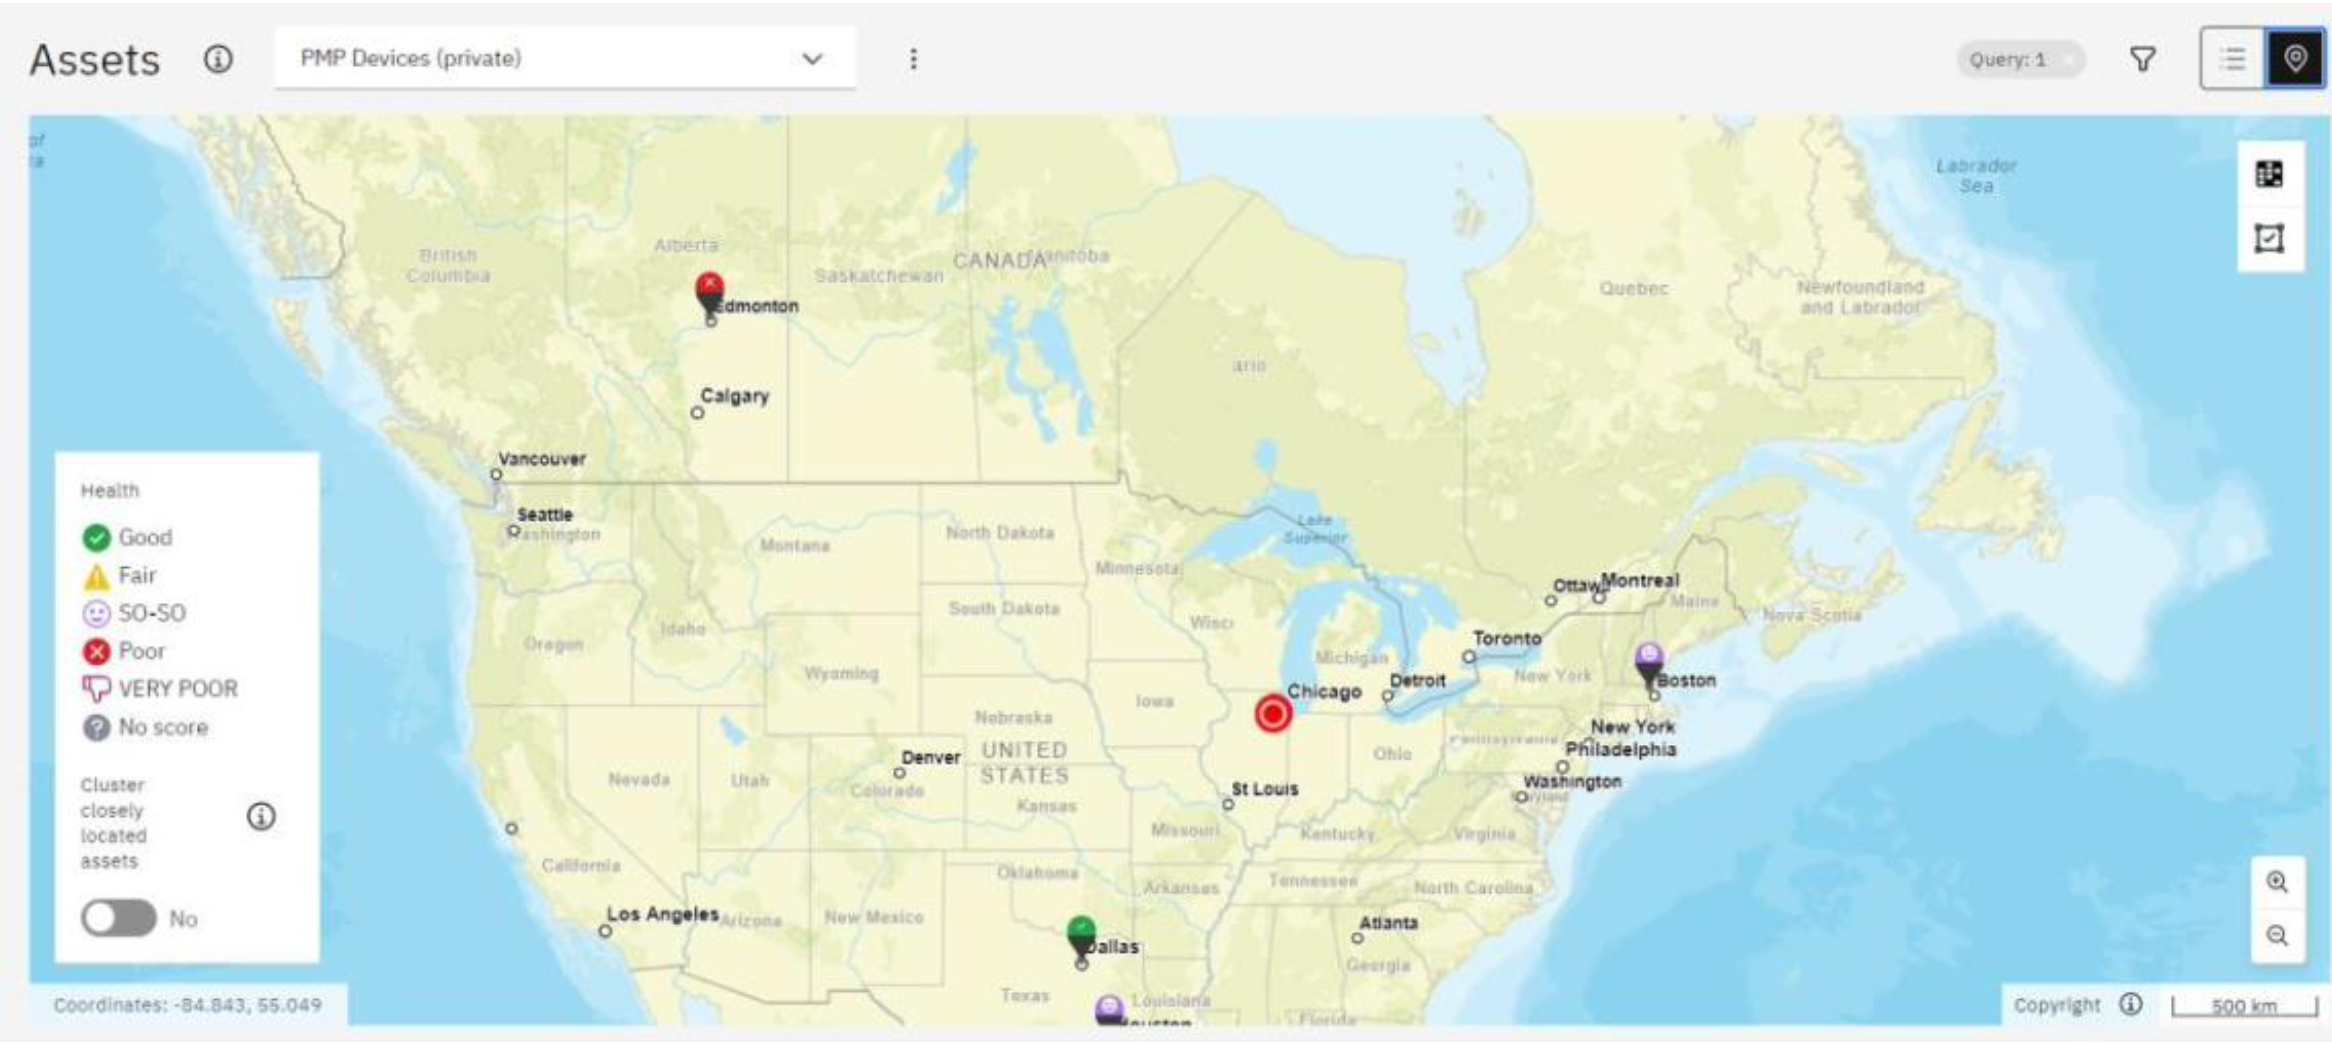 Assets
PMP Devices (private)
Query: 1
of
Labrador
Sea
Alberta
British
Columbia
Saskatchewan
CANADA
Edmonton
Quebec
Newfoundland
and Labrador
Calgary
Vancouver
Health
Good
Fair
SO-SO
Poor
VERY POOR
No score
Cluster
closely
located
assets
No
Seattle
Montana
North Dakota
Minnesota
Lake
Superior
South Dakota
Idaho
Oregon
Wyoming
Michigan
Montreal
Maine
Nova Scotia
Toronto
New York
Boston
Detroit
Chicago
Iowa
Nebraska
UNITED
STATES
Denver
Colorado
Kansas
Nevada
Utah
Ohio
Pennsylvania
New York
Philadelphia
Washington
St Louis
Missouri
Kentucky
Virginia
California
Oklahoma
Arkansas
Tennessee
North Carolina
Los Angeles
Arizona
New Mexico
Dallas
Atlanta
Georgia
Texas
Louisiana
Houston
Florida
Coordinates: -84.843, 55.049
Copyright
500 km